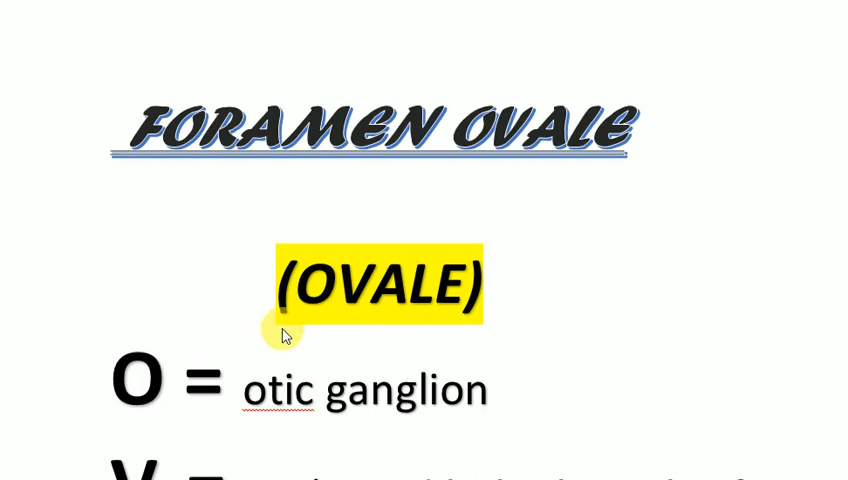 FORAMEN OVALE
(OVALE)
O = otic ganglion
V =